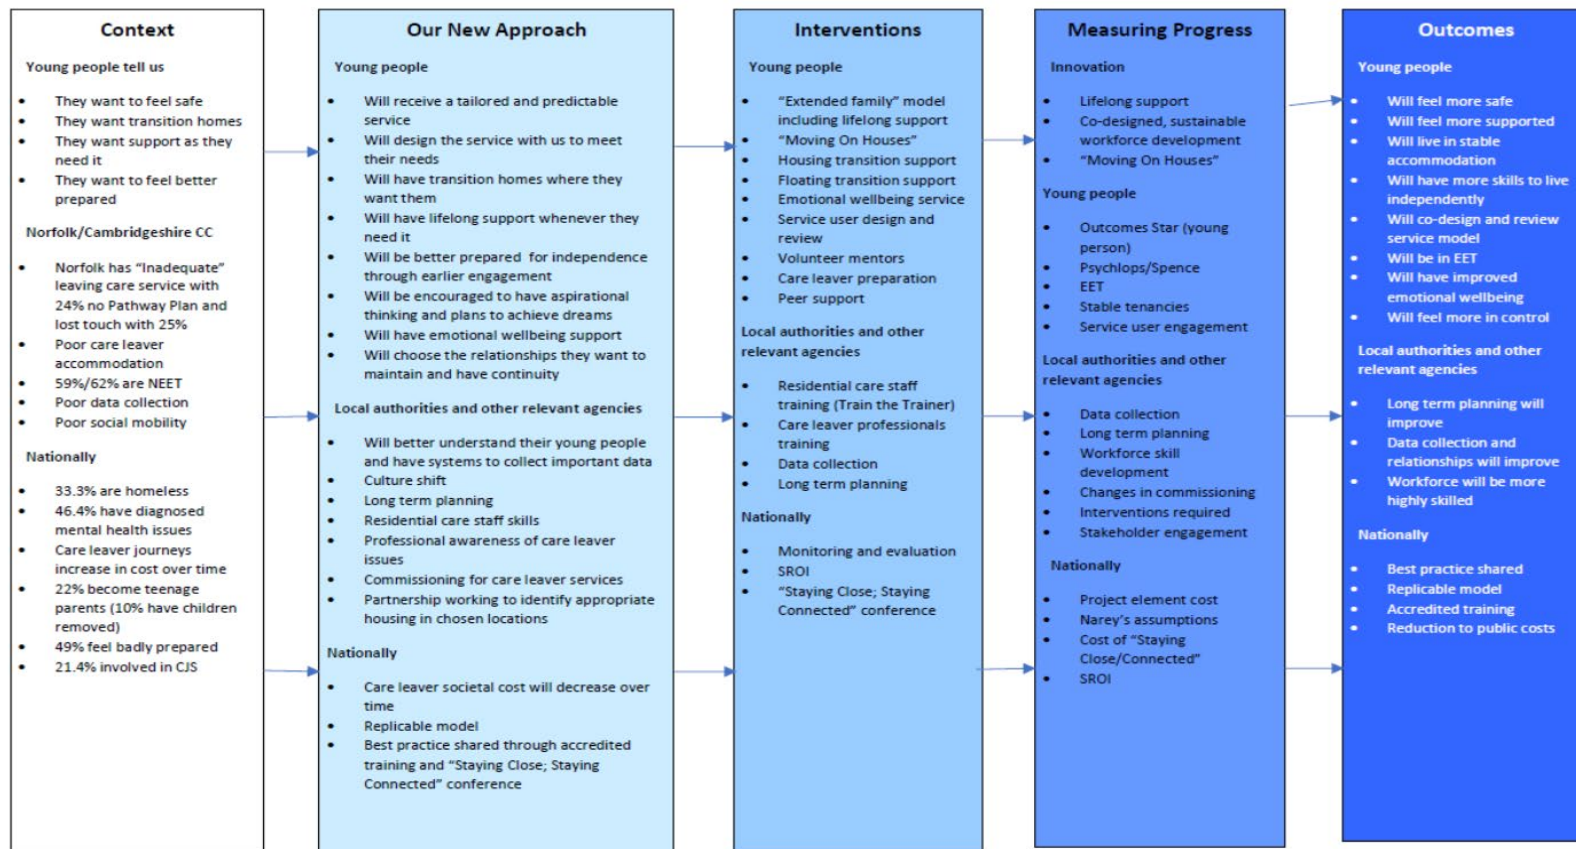 Context
Young people tell us
• They want to feel safe
• They want transition homes
• They want support as they
need it
• They want to feel better
prepared
Norfolk/Cambridgeshire CC
• Norfolk has “Inadequate”
leaving care service with
24% no Pathway Plan and
lost touch with 25%
• Poor care leaver
accommodation
• 59%/62% are NEET
• Poor data collection
• Poor social mobility
Nationally
• 33.3% are homeless
• 46.4% have diagnosed
mental health issues
• Care leaver journeys
increase in cost over time
• 22% become teenage
parents (10% have children
removed)
• 49% feel badly prepared
• 21.4% involved in CJS
Our New Approach
Young people
• Will receive a tailored and predictable
service
• Will design the service with us to meet
their needs
• Will have transition homes where they
want them
• Will have lifelong support whenever they
need it
• Will be better prepared for independence
through earlier engagement
• Will be encouraged to have aspirational
thinking and plans to achieve dreams
• Will have emotional wellbeing support
• Will choose the relationships they want to
maintain and have continuity
Local authorities and other relevant agencies
• Will better understand their young people
and have systems to collect important data
• Culture shift
• Long term planning
• Residential care staff skills
• Professional awareness of care leaver
issues
• Commissioning for care leaver services
• Partnership working to identify appropriate
housing in chosen locations
Nationally
• Care leaver societal cost will decrease over
time
• Replicable model
• Best practice shared through accredited
training and “Staying Close; Staying
Connected” conference
Interventions
Young people
• “Extended family” model
including lifelong support
• “Moving On Houses”
• Housing transition support
• Floating transition support
• Emotional wellbeing service
• Service user design and
review
• Volunteer mentors
• Care leaver preparation
• Peer support
Local authorities and other
relevant agencies
• Residential care staff
training (Train the Trainer)
• Care leaver professionals
training
• Data collection
• Long term planning
Nationally
• Monitoring and evaluation
• SROI
• “Staying Close; Staying
Connected” conference
Measuring Progress
Innovation
• Lifelong support
• Co-designed, sustainable
workforce development
• “Moving On Houses”
Young people
• Outcomes Star (young
person)
• Psychlops/Spence
• EET
• Stable tenancies
• Service user engagement
Local authorities and other
relevant agencies
• Data collection
• Long term planning
• Workforce skill
development
• Changes in commissioning
• Interventions required
• Stakeholder engagement
Nationally
• Project element cost
• Narey’s assumptions
• Cost of “Staying
Close/Connected”
• SROI
Outcomes
Young people
• Will feel more safe
• Will feel more supported
• Will live in stable
accommodation
• Will have more skills to live
independently
• Will co-design and review
service model
• Will be in EET
• Will have improved
emotional wellbeing
• Will feel more in control
Local authorities and other
relevant agencies
• Long term planning will
improve
• Data collection and
relationships will improve
• Workforce will be more
highly skilled
Nationally
• Best practice shared
• Replicable model
• Accredited training
• Reduction to public costs